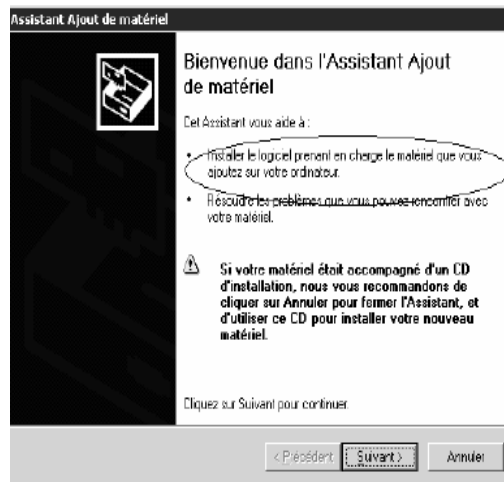 Assistant Ajout de matériel
Bienvenue dans l'Assistant Ajout
de matériel
Cet Assistant vous aide à :
• Installer le logiciel prenant en charge le matériel que vous
ajoutez sur votre ordinateur.
• Résoudre les problèmes que vous pouvez rencontrer avec
votre matériel.
Si votre matériel était accompagné d'un CD
d'installation, nous vous recommandons de
cliquer sur Annuler pour fermer l'Assistant, et
d'utiliser ce CD pour installer votre nouveau
matériel.
Cliquez sur Suivant pour continuer.
< Précédent Suivant > Annuler